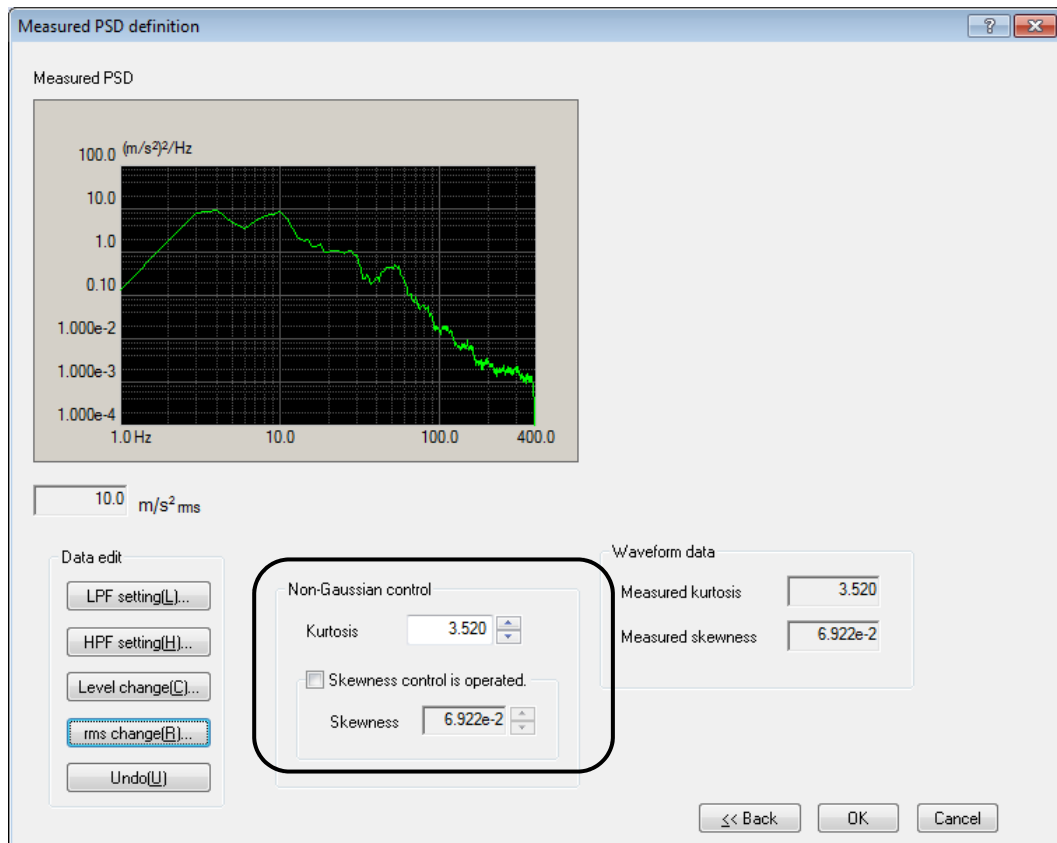 Measured PSD definition
?
Measured PSD
(m/s²)²/Hz
100.0
10.0
1.0
0.10
1.000e-2
1.000e-3
1.000e-4
1.0 Hz 10.0 100.0 400.0
10.0 m/s² rms
Data edit
LPF setting(L)...
HPF setting(H)...
Level change(C)...
rms change(R)...
Undo(U)
Non-Gaussian control
Kurtosis 3.520
Skewness control is operated.
Skewness 6.922e-2
Waveform data
Measured kurtosis 3.520
Measured skewness 6.922e-2
<< Back OK Cancel